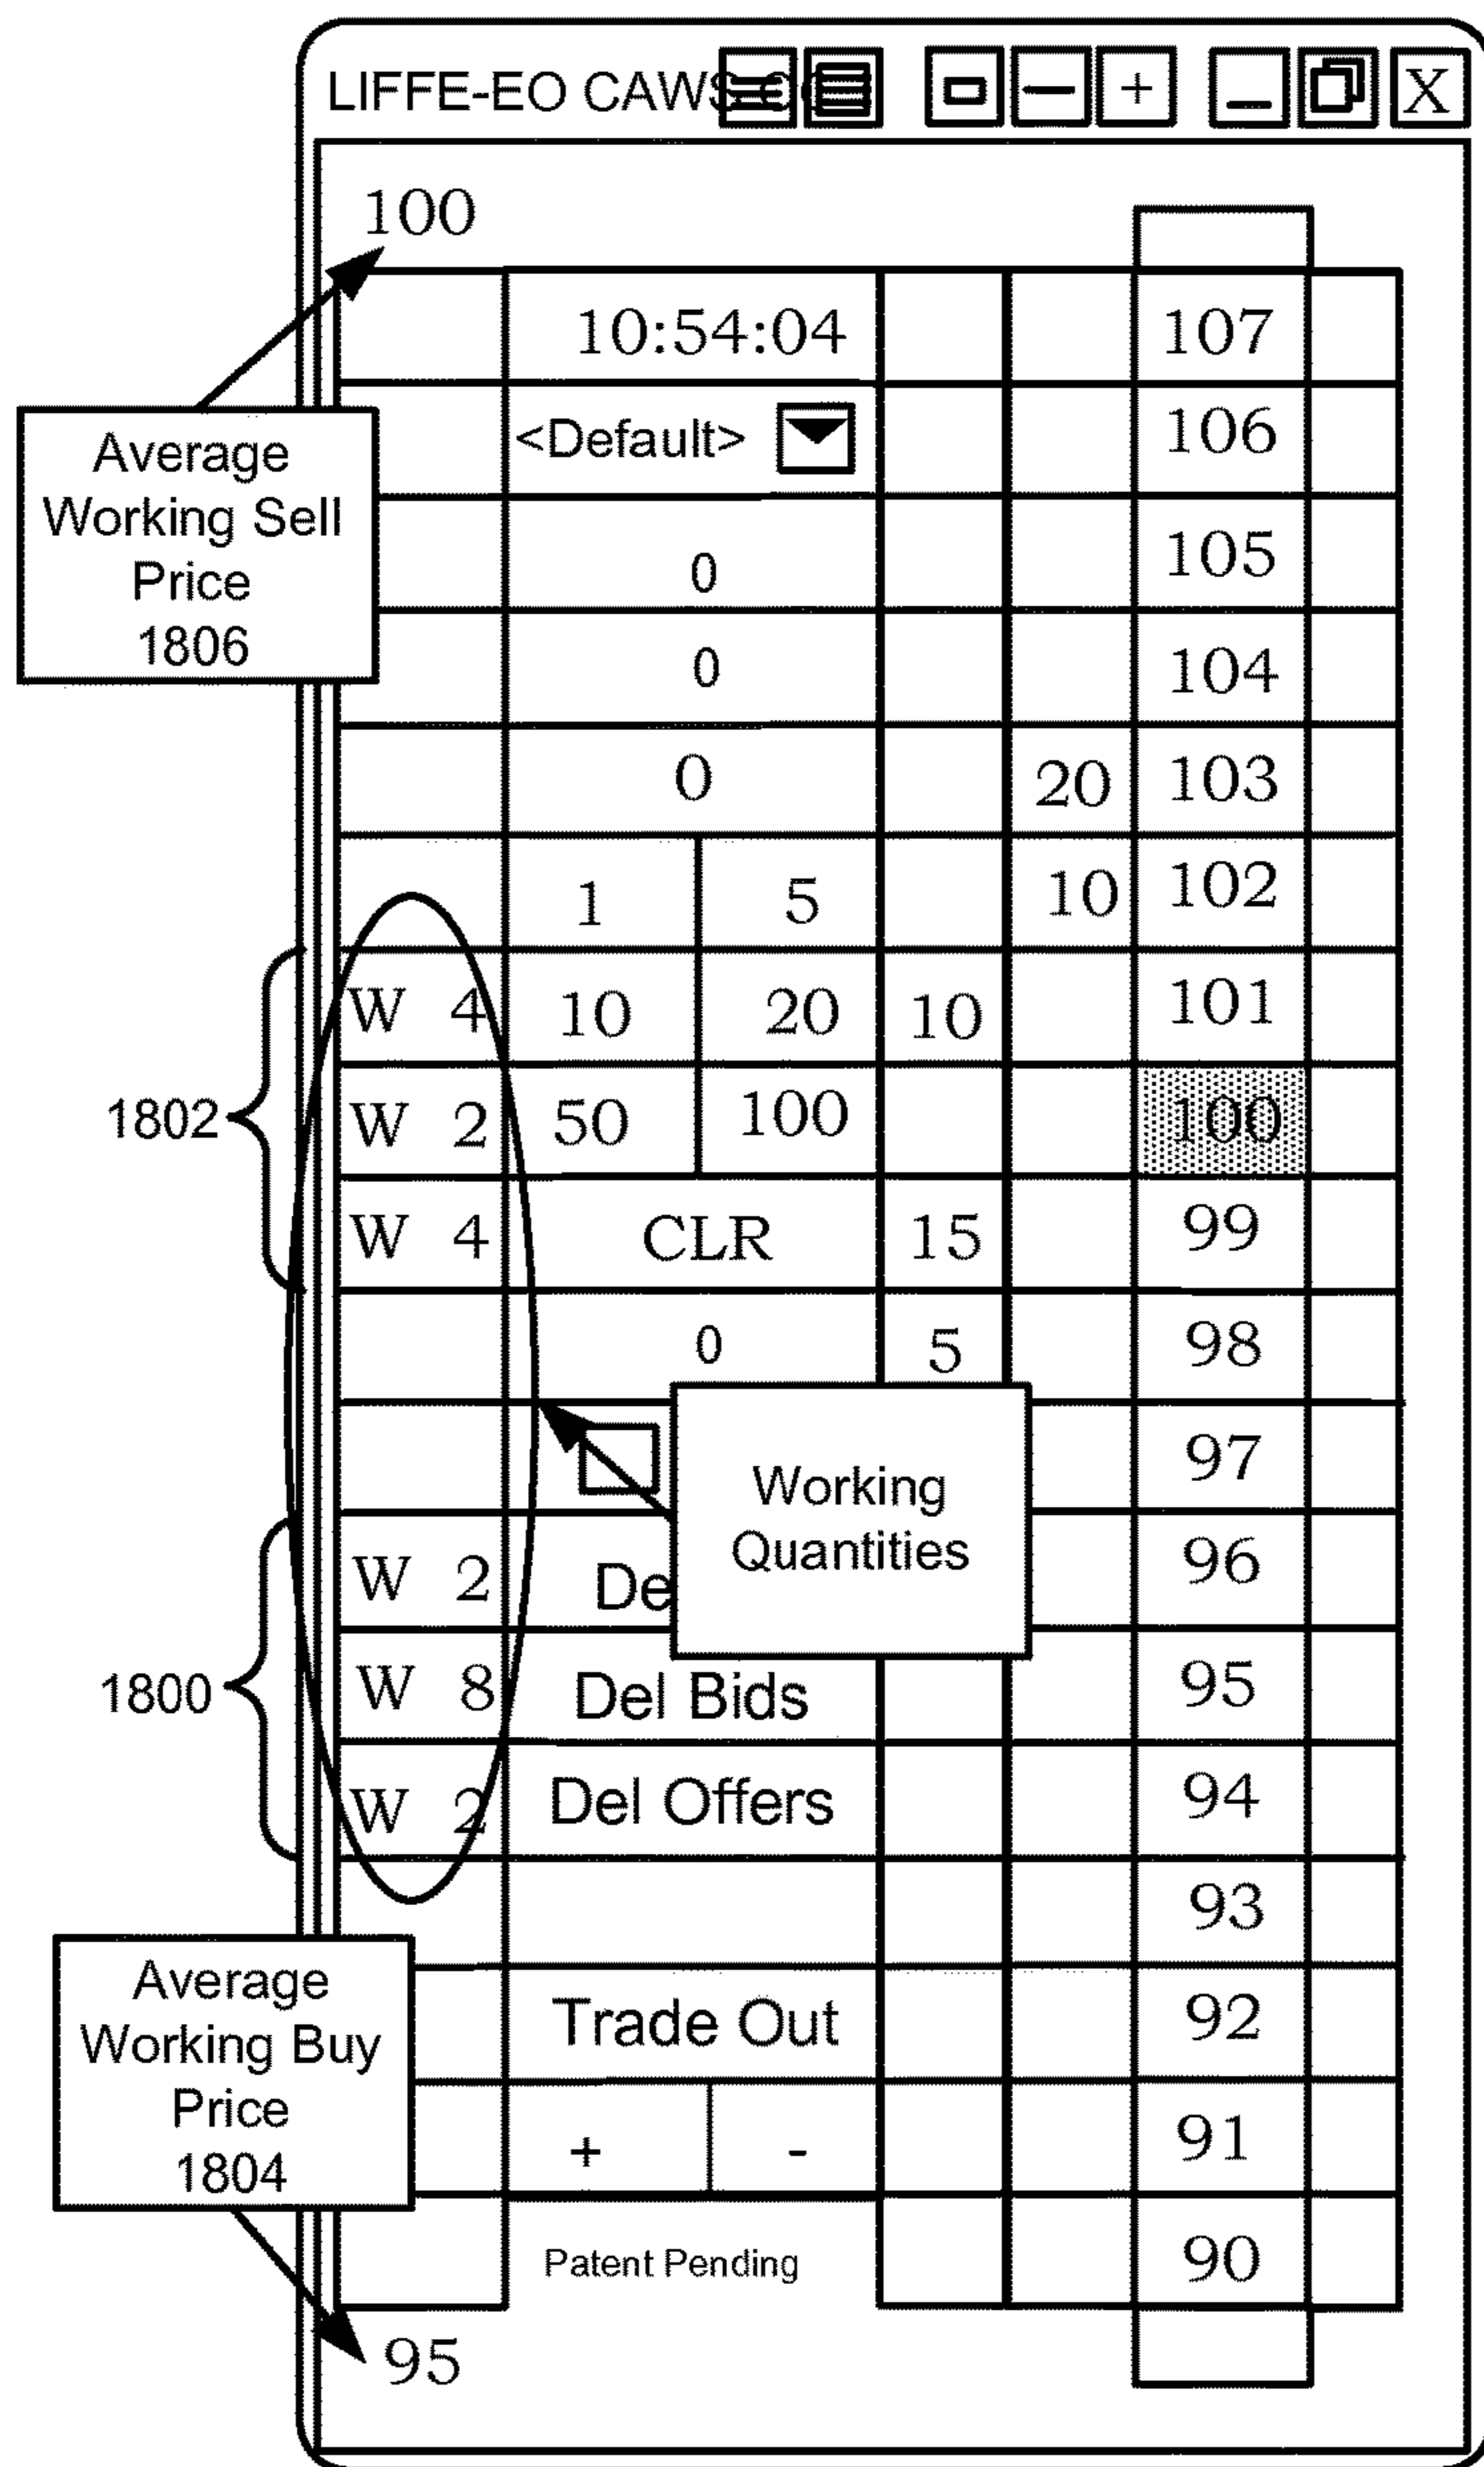 LIFFE-EO CAWS
X
100
10:54:04 107
<Default> 106
Average
Working Sell
Price
1806
0 105
0 104
0 20 103
1 5 10 102
W 4 10 20 10 101
1802
W 2 50 100 100
W 4 CLR 15 99
0 5 98
97
Working
Quantities
W 2 De 96
1800
W 8 Del Bids 95
W 2 Del Offers 94
93
Average
Working Buy
Price
1804
Trade Out 92
+ - 91
Patent Pending 90
95